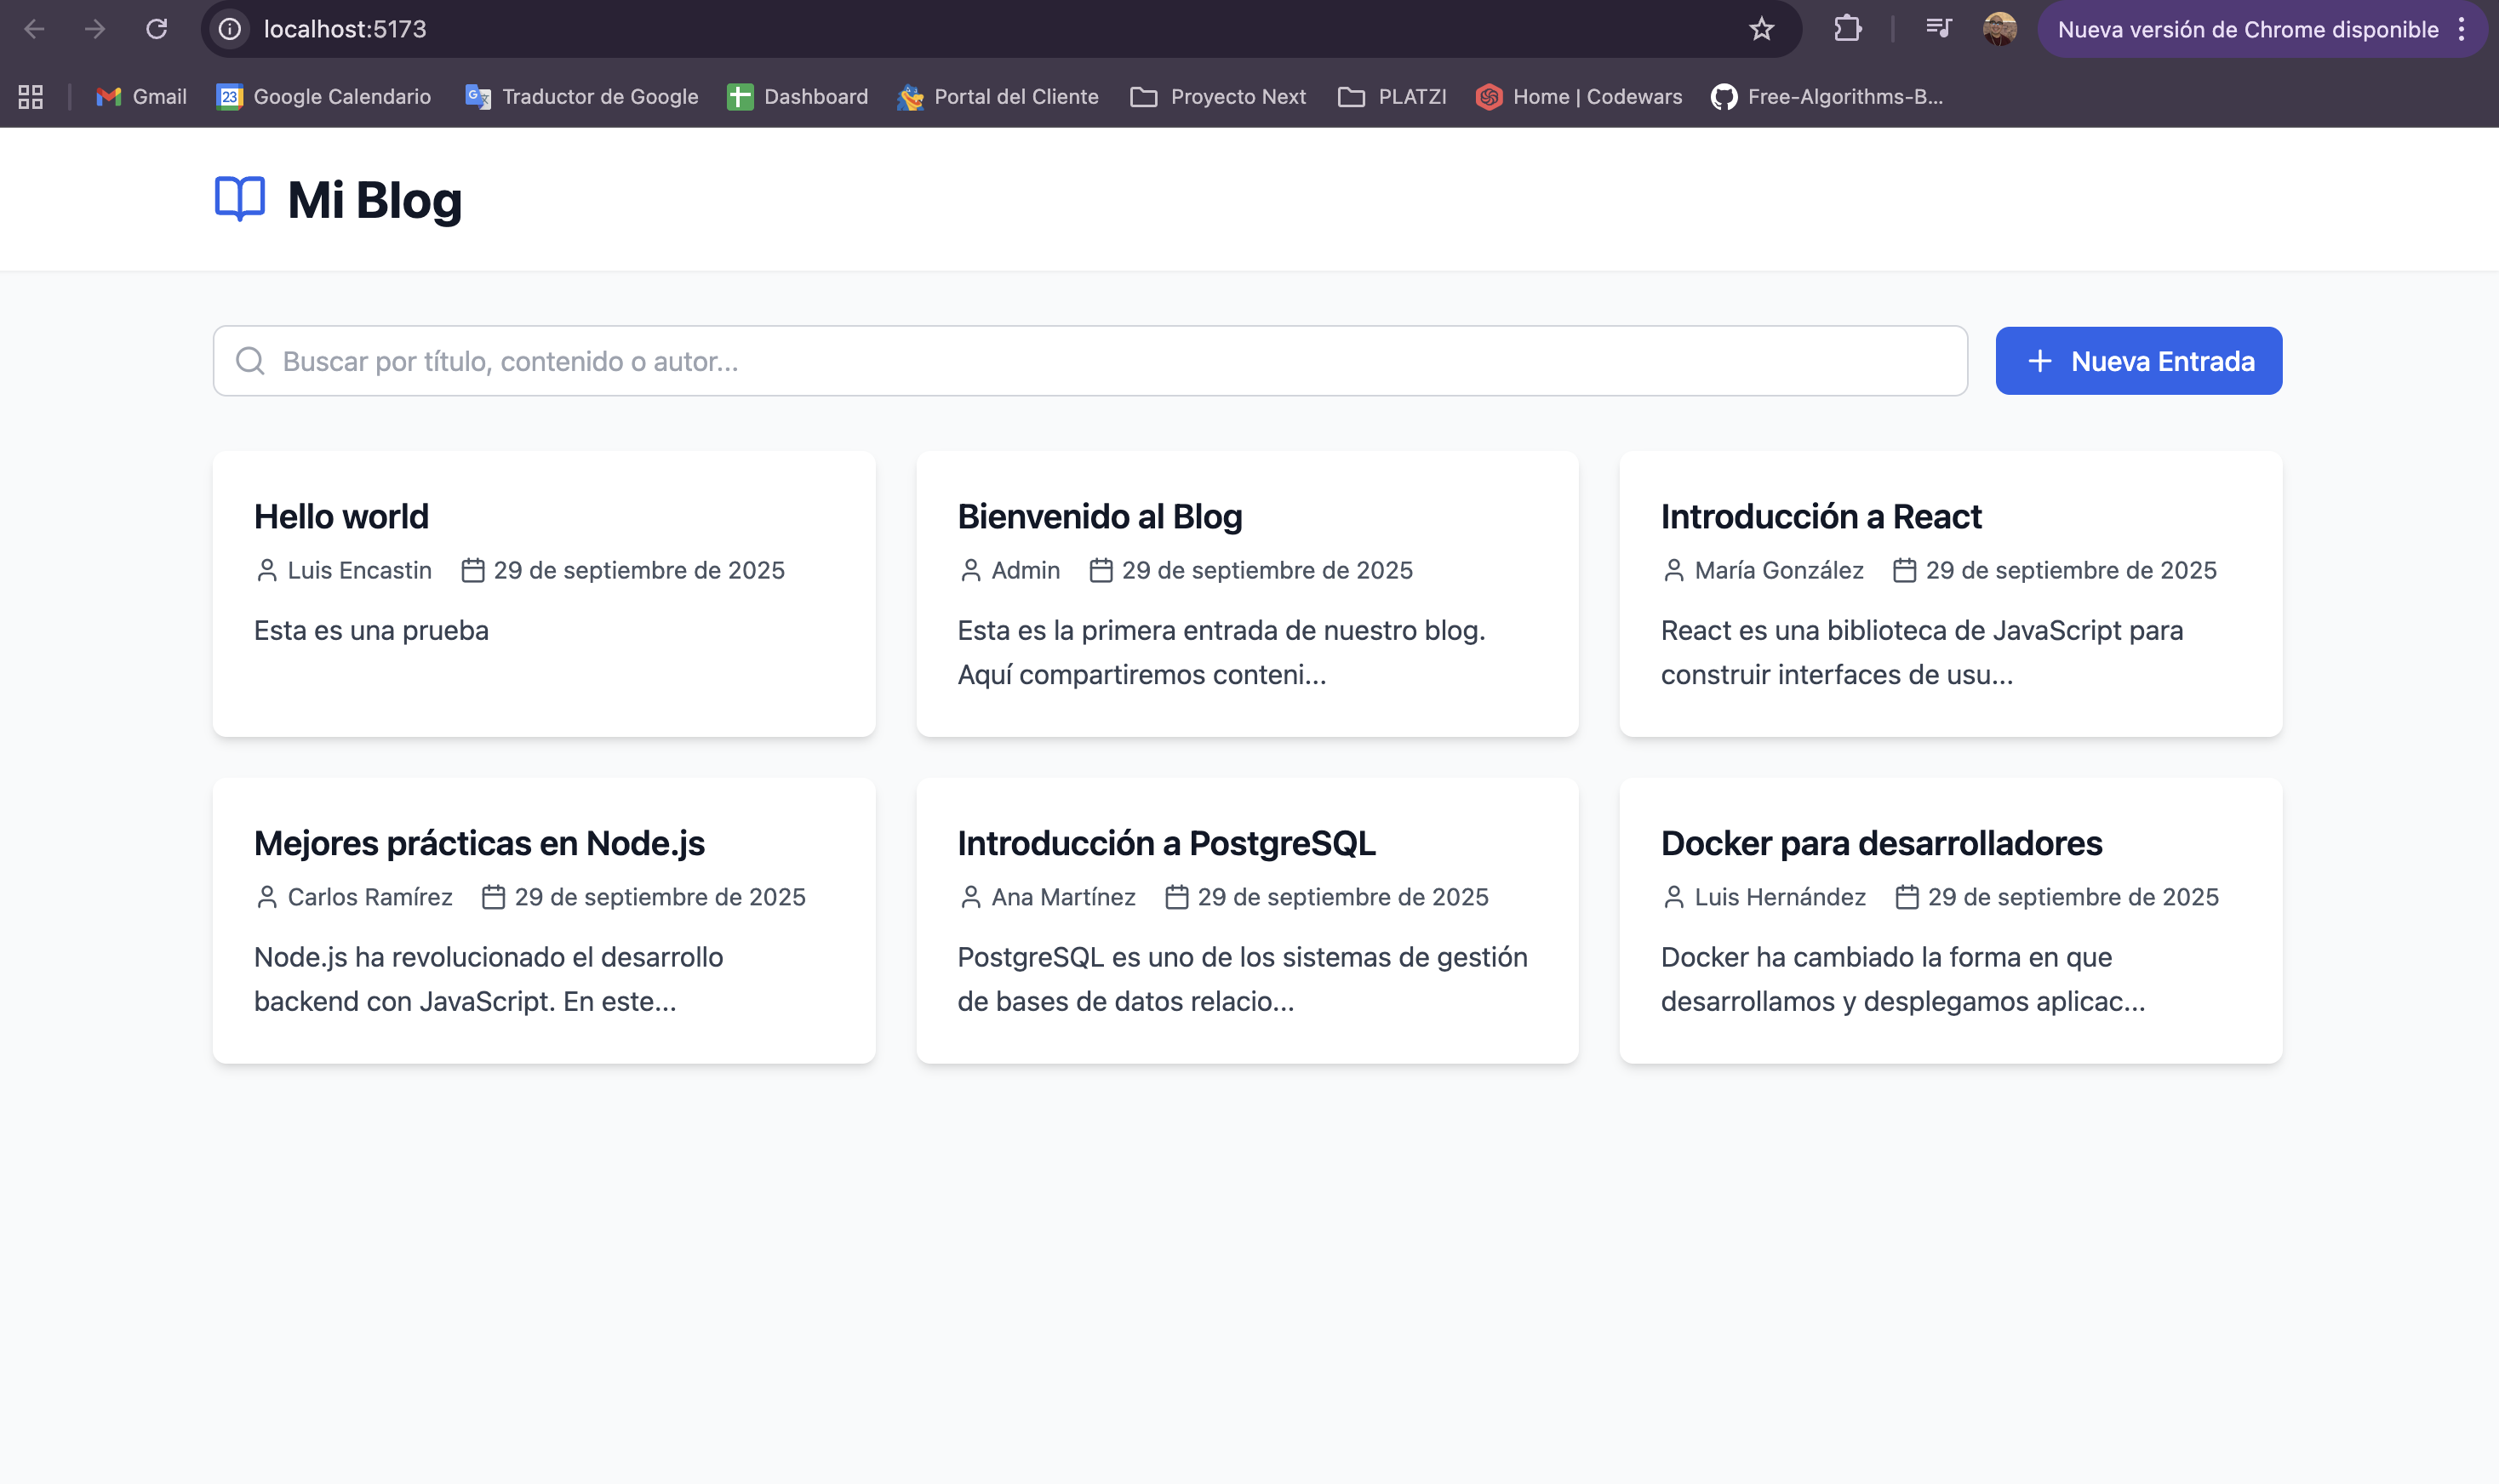 localhost:5173
Nueva versión de Chrome disponible
Gmail
23
Google Calendario
Traductor de Google
Dashboard
Portal del Cliente
Proyecto Next
PLATZI
Home | Codewars
Free-Algorithms-B...
Mi Blog
Buscar por título, contenido o autor...
Nueva Entrada
Hello world
Luis Encastin 29 de septiembre de 2025
Esta es una prueba
Bienvenido al Blog
Admin 29 de septiembre de 2025
Esta es la primera entrada de nuestro blog.
Aquí compartiremos conteni...
Introducción a React
María González 29 de septiembre de 2025
React es una biblioteca de JavaScript para
construir interfaces de usu...
Mejores prácticas en Node.js
Carlos Ramírez 29 de septiembre de 2025
Node.js ha revolucionado el desarrollo
backend con JavaScript. En este...
Introducción a PostgreSQL
Ana Martínez 29 de septiembre de 2025
PostgreSQL es uno de los sistemas de gestión
de bases de datos relacio...
Docker para desarrolladores
Luis Hernández 29 de septiembre de 2025
Docker ha cambiado la forma en que
desarrollamos y desplegamos aplicac...